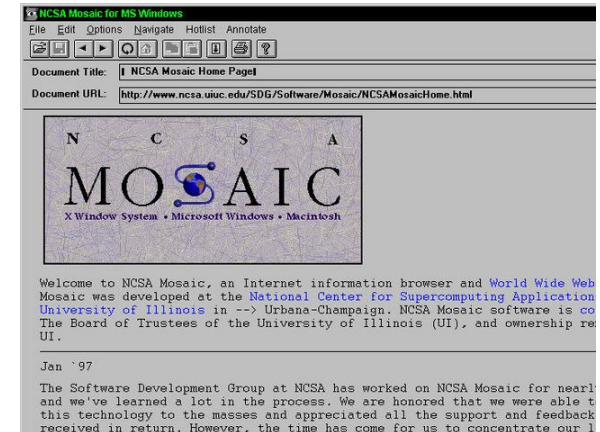 NCSA Mosaic for MS Windows
File Edit Options Navigate Hotlist Annotate
Document Title: NCSA Mosaic Home Page
Document URL: http://www.ncsa.uiuc.edu/SDG/Software/Mosaic/NCSAMosaicHome.html
N C S A
MOSAIC
X Window System • Microsoft Windows • Macintosh
Welcome to NCSA Mosaic, an Internet information browser and World Wide Web
Mosaic was developed at the National Center for Supercomputing Application
University of Illinois in --> Urbana-Champaign. NCSA Mosaic software is co
The Board of Trustees of the University of Illinois (UI), and ownership re
UI.
Jan `97
The Software Development Group at NCSA has worked on NCSA Mosaic for nearl
and we've learned a lot in the process. We are honored that we were able t
this technology to the masses and appreciated all the support and feedback
received in return. However, the time has come for us to concentrate our l